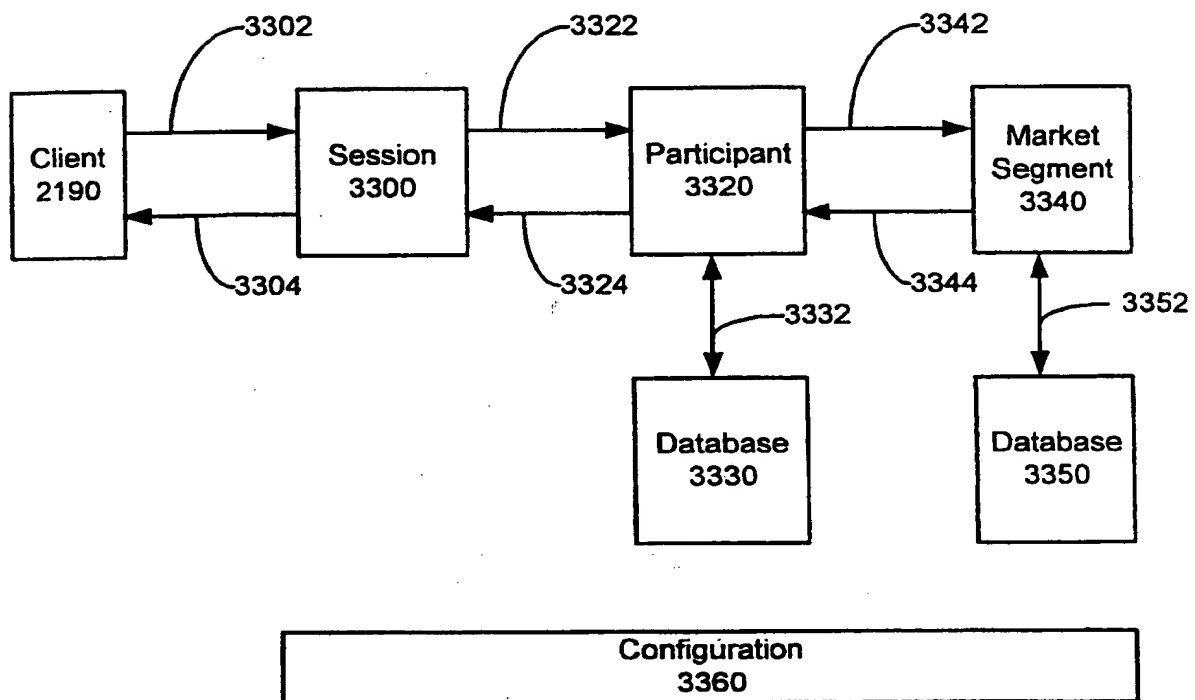 3302
3322
3342
Client
2190
Session
3300
Participant
3320
Market
Segment
3340
3304
3324
3344
3332
3352
Database
3330
Database
3350
Configuration
3360